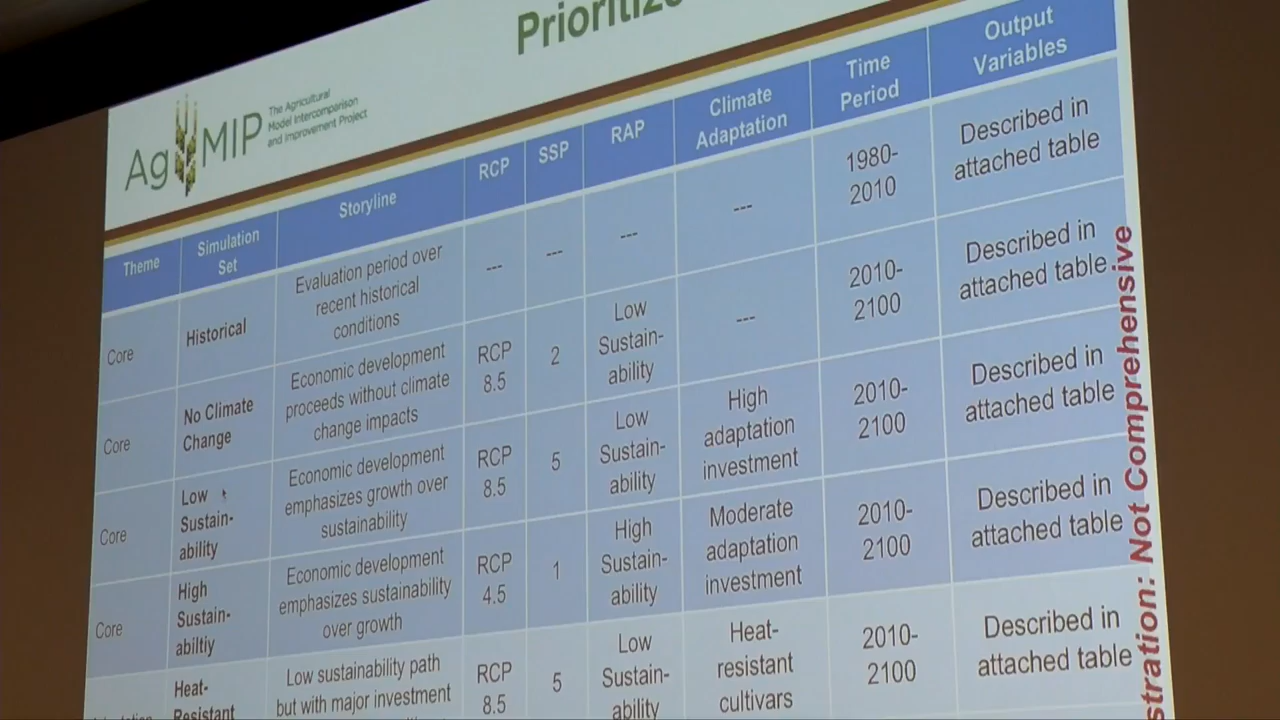 Prioritize
AgMIP
The Agricultural
Model Intercomparison
and Improvement Project
Theme
Simulation
Set
Storyline
RCP
SSP
RAP
Climate
Adaptation
Time
Period
Output
Variables
Core
Historical
Evaluation period over
recent historical
conditions
---
---
---
---
1980-
2010
Described in
attached table
Core
No Climate
Change
Economic development
proceeds without climate
change impacts
RCP
8.5
2
Low
Sustain-
ability
---
2010-
2100
Described in
attached table
Core
Low
Sustain-
ability
Economic development
emphasizes growth over
sustainability
RCP
8.5
5
Low
Sustain-
ability
High
adaptation
investment
2010-
2100
Described in
attached table
Core
High
Sustain-
abiltiy
Economic development
emphasizes sustainability
over growth
RCP
4.5
1
High
Sustain-
ability
Moderate
adaptation
investment
2010-
2100
Described in
attached table
Heat-
Resistant
Low sustainability path
but with major investment
RCP
8.5
5
Low
Sustain-
ability
Heat-
resistant
cultivars
2010-
2100
Described in
attached table
stration: Not Comprehensive